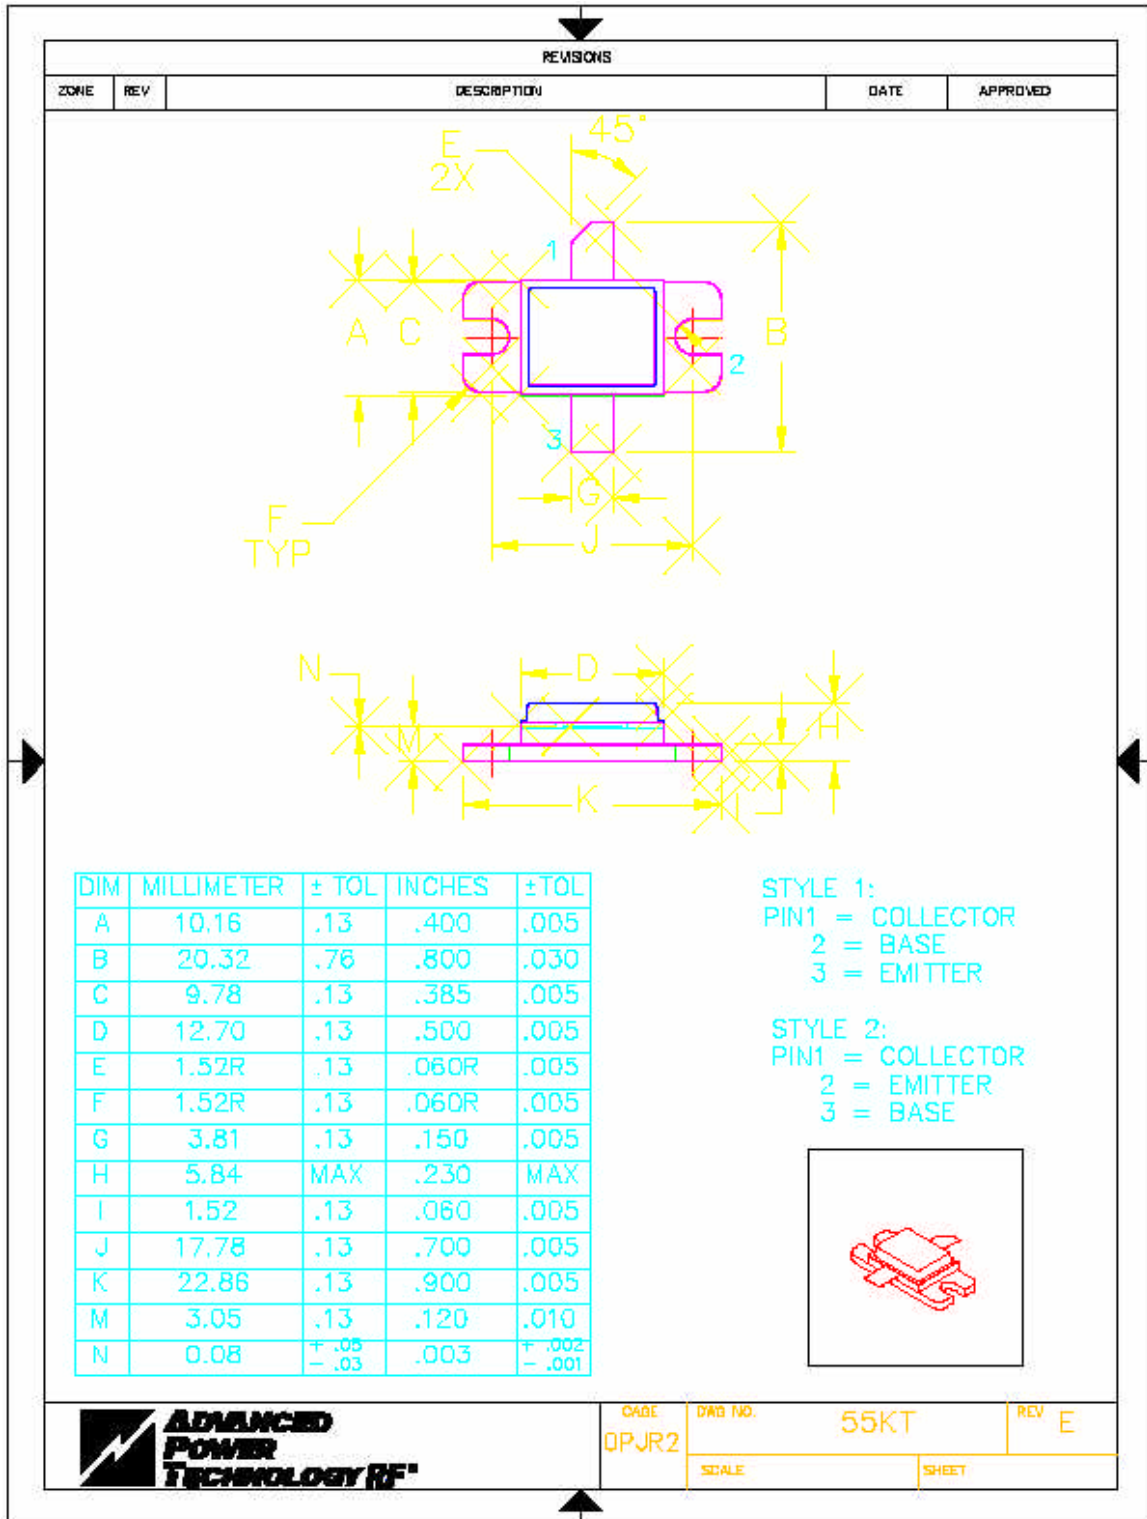 REVISIONS
ZONE REV DESCRIPTION DATE APPROVED
E
2X
45°
1
A C B
2
3
G
F
TYP
J
N D
M H
K I
DIM MILLIMETER ± TOL INCHES ±TOL
A 10.16 .13 .400 .005
B 20.32 .76 .800 .030
C 9.78 .13 .385 .005
D 12.70 .13 .500 .005
E 1.52R .13 .060R .005
F 1.52R .13 .060R .005
G 3.81 .13 .150 .005
H 5.84 MAX .230 MAX
I 1.52 .13 .060 .005
J 17.78 .13 .700 .005
K 22.86 .13 .900 .005
M 3.05 .13 .120 .010
N 0.08 + .05 - .03 .003 + .002 - .001
STYLE 1:
PIN1 = COLLECTOR
2 = BASE
3 = EMITTER
STYLE 2:
PIN1 = COLLECTOR
2 = EMITTER
3 = BASE
ADVANCED
POWER
TECHNOLOGY RF®
CAGE
0PJR2
DWG NO.
55KT
REV E
SCALE
SHEET